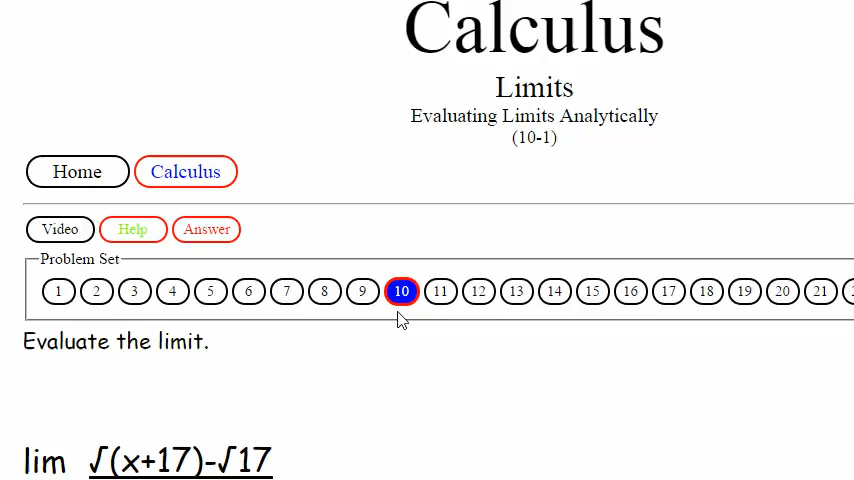 Calculus
Limits
Evaluating Limits Analytically
(10-1)
Home Calculus
Video Help Answer
Problem Set
1 2 3 4 5 6 7 8 9 10 11 12 13 14 15 16 17 18 19 20 21
Evaluate the limit.
lim √(x+17)-√17